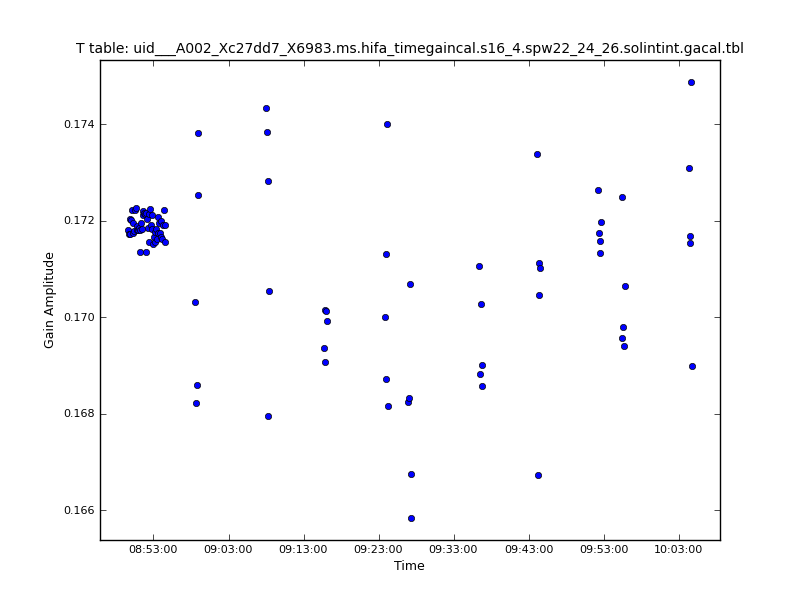 T table: uid___A002_Xc27dd7_X6983.ms.hifa_timegaincal.s16_4.spw22_24_26.solintint.gacal.tbl
0.174
0.172
0.170
0.168
0.166
Gain Amplitude
08:53:00 09:03:00 09:13:00 09:23:00 09:33:00 09:43:00 09:53:00 10:03:00
Time